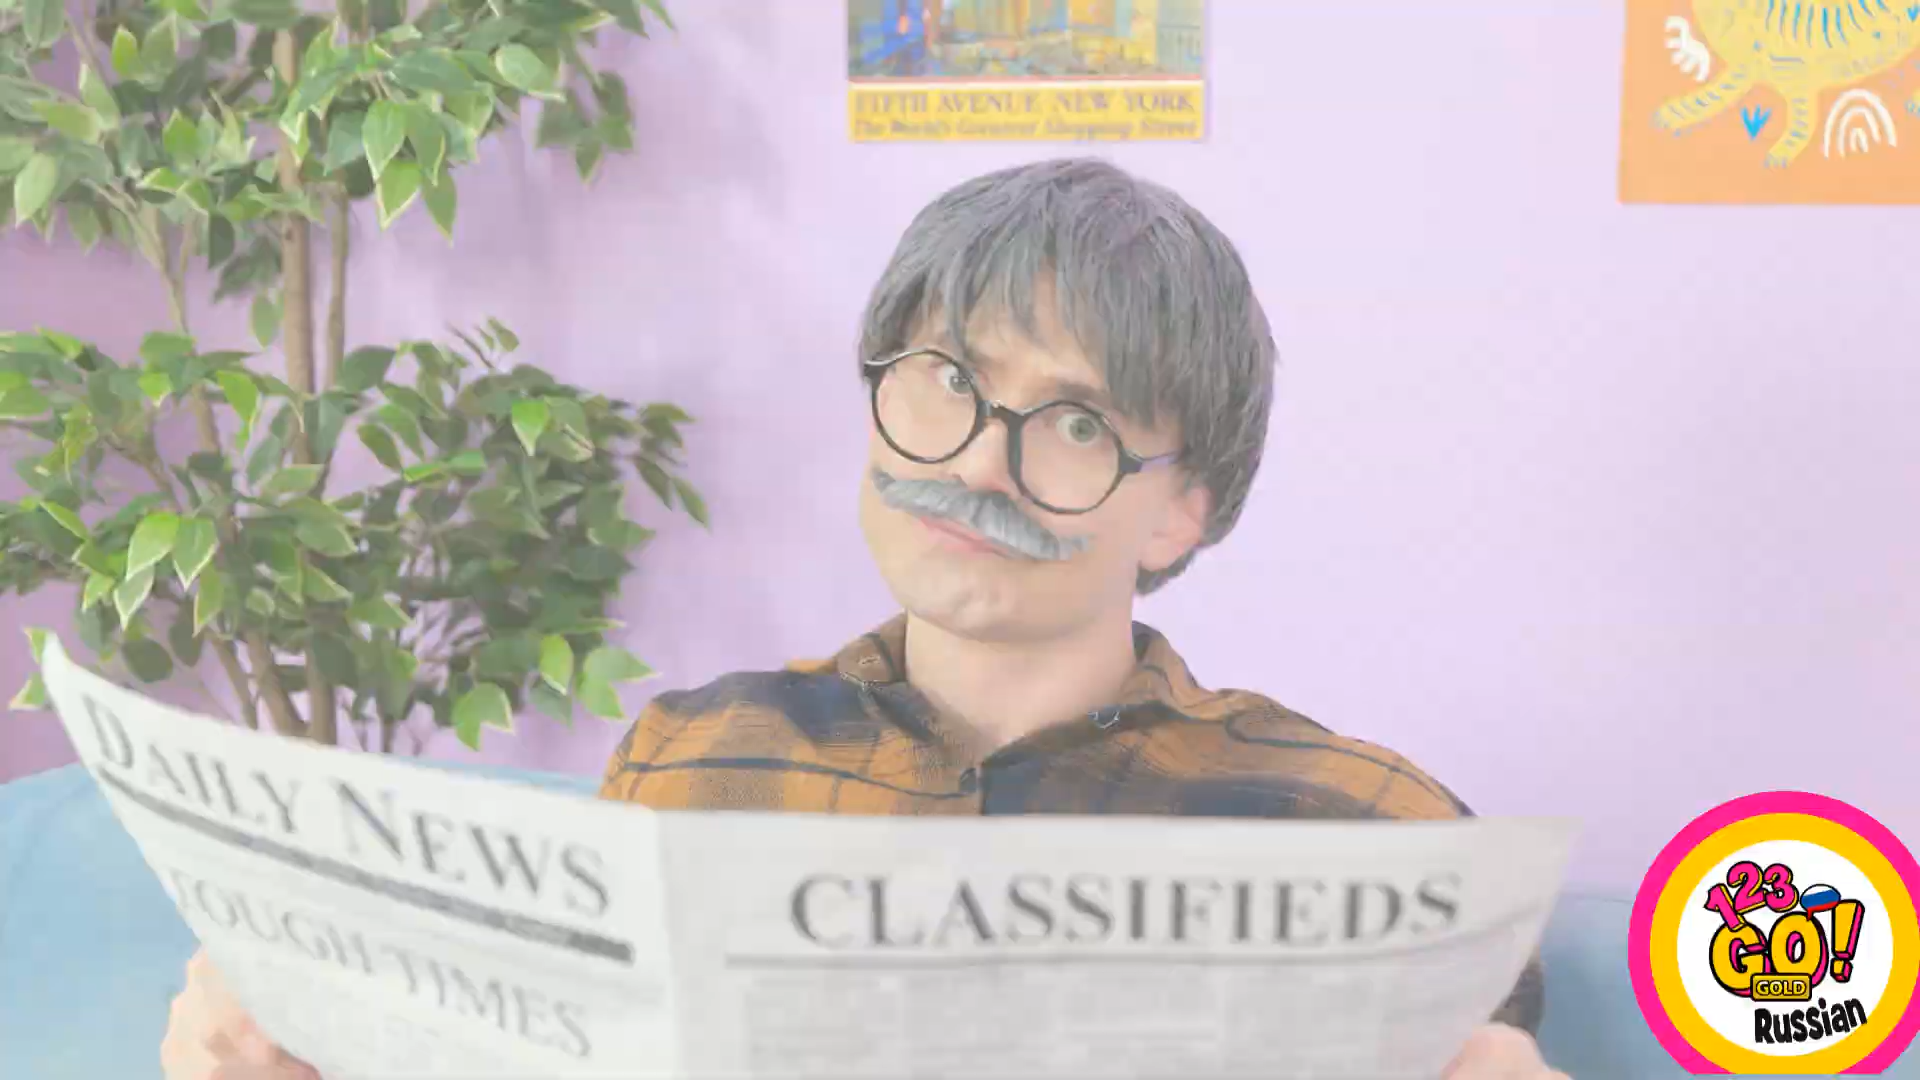 FIFTH AVENUE NEW YORK
The World's Greatest Shopping Street
DAILY NEWS
TOUGH TIMES
CLASSIFIEDS
123
GO!
GOLD
Russian